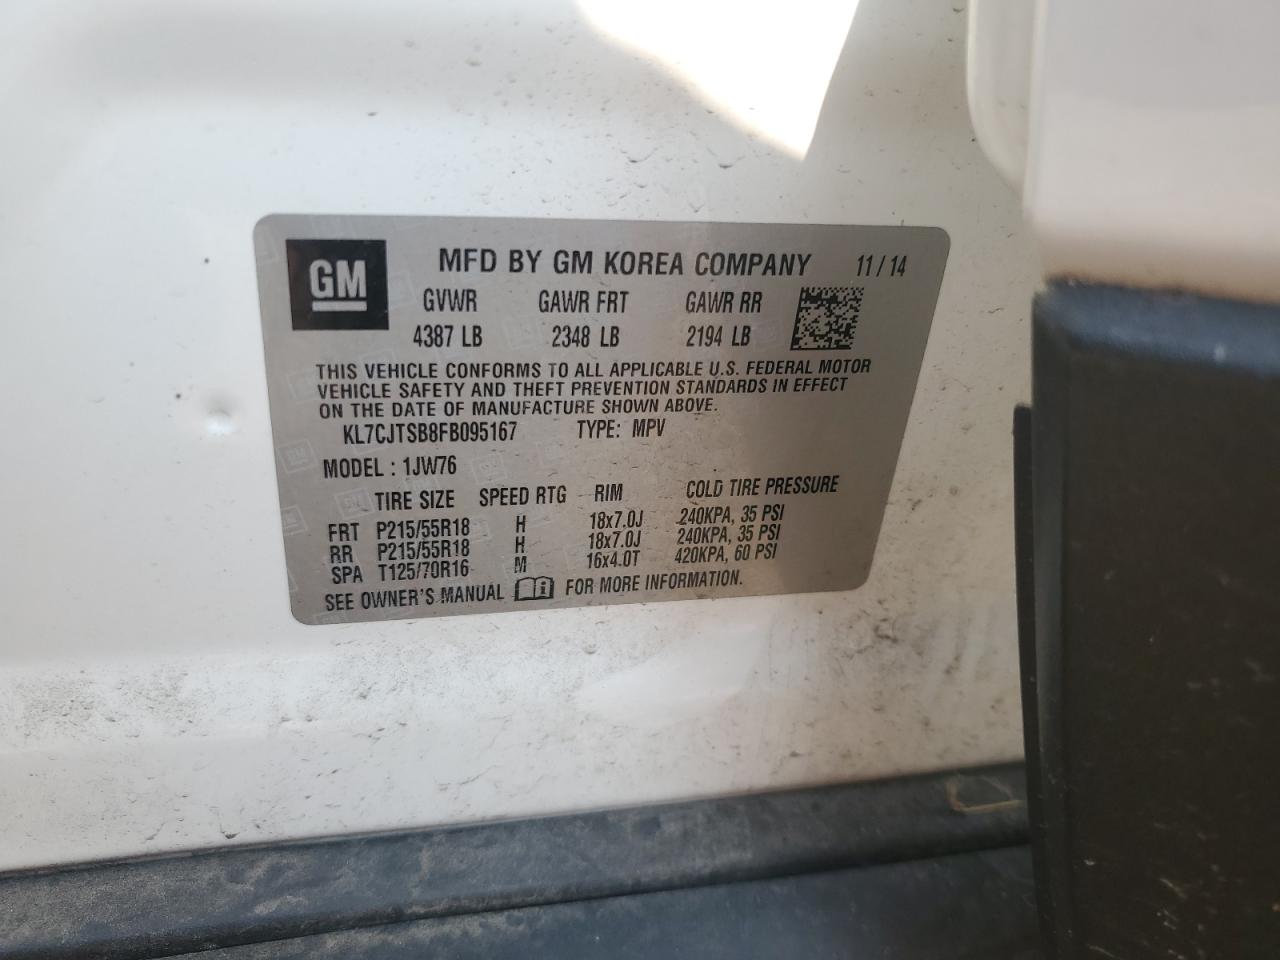 GM
MFD BY GM KOREA COMPANY 11/14
GVWR GAWR FRT GAWR RR
4387 LB 2348 LB 2194 LB
THIS VEHICLE CONFORMS TO ALL APPLICABLE U.S. FEDERAL MOTOR
VEHICLE SAFETY AND THEFT PREVENTION STANDARDS IN EFFECT
ON THE DATE OF MANUFACTURE SHOWN ABOVE.
KL7CJTSB8FB095167 TYPE: MPV
MODEL : 1JW76
TIRE SIZE SPEED RTG RIM COLD TIRE PRESSURE
FRT P215/55R18 H 18x7.0J 240KPA, 35 PSI
RR P215/55R18 H 18x7.0J 240KPA, 35 PSI
SPA T125/70R16 M 16x4.0T 420KPA, 60 PSI
SEE OWNER'S MANUAL FOR MORE INFORMATION.